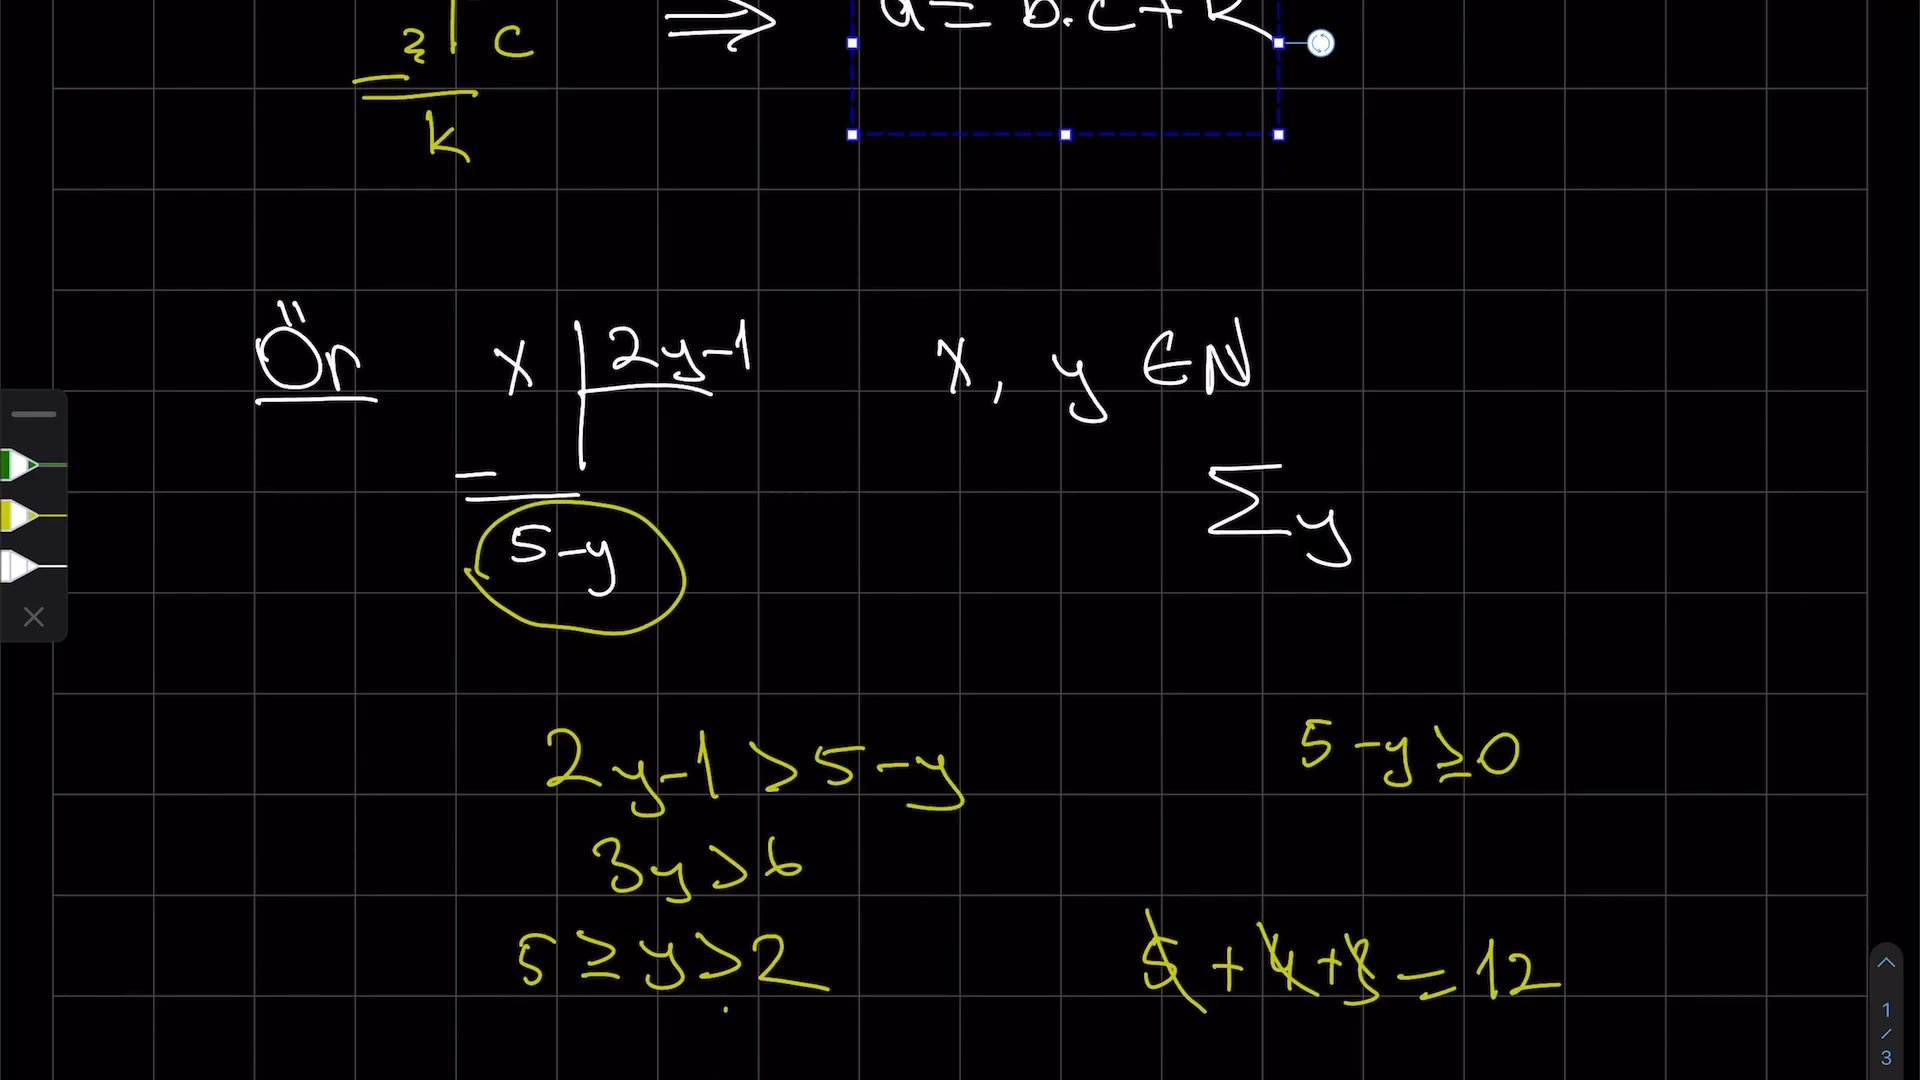 2 | c ⇒ a = b.c + k
k
Ör x | 2y-1 x, y ∈ N
5-y Σy
2y-1 > 5-y 5-y ≥ 0
3y > 6
5 ≥ y > 2 5 + 4 + 3 = 12
1
/
3